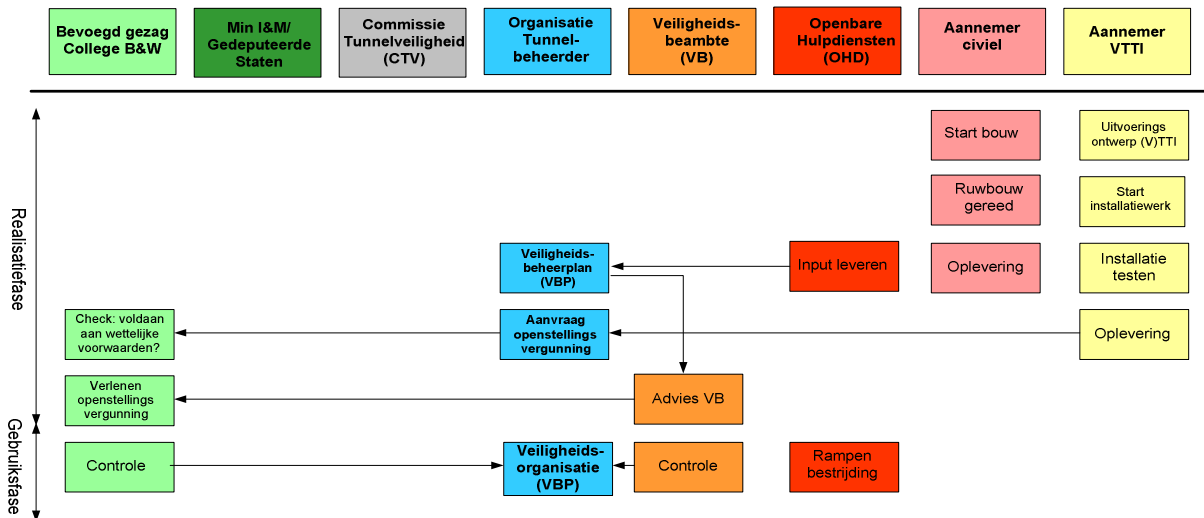 Bevoegd gezag
College B&W
Min I&M/
Gedeputeerde
Staten
Commissie
Tunnelveiligheid
(CTV)
Organisatie
Tunnel-
beheerder
Veiligheids-
beambte
(VB)
Openbare
Hulpdiensten
(OHD)
Aannemer
civiel
Aannemer
VTTI
Realisatiefase
Start bouw
Uitvoerings
ontwerp (V)TTI
Ruwbouw
gereed
Start
installatiewerk
Veiligheids-
beheerplan
(VBP)
Input leveren
Oplevering
Installatie
testen
Check: voldaan
aan wettelijke
voorwaarden?
Aanvraag
openstellings
vergunning
Oplevering
Verlenen
openstellings
vergunning
Advies VB
Gebruiksfase
Controle
Veiligheids-
organisatie
(VBP)
Controle
Rampen
bestrijding